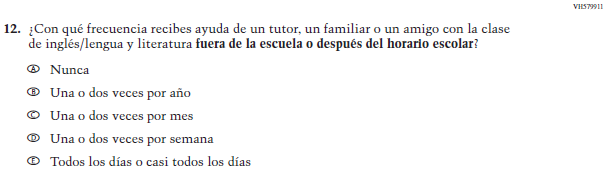 VH579911
12. ¿Con qué frecuencia recibes ayuda de un tutor, un familiar o un amigo con la clase
de inglés/lengua y literatura fuera de la escuela o después del horario escolar?
A Nunca
B Una o dos veces por año
C Una o dos veces por mes
D Una o dos veces por semana
E Todos los días o casi todos los días